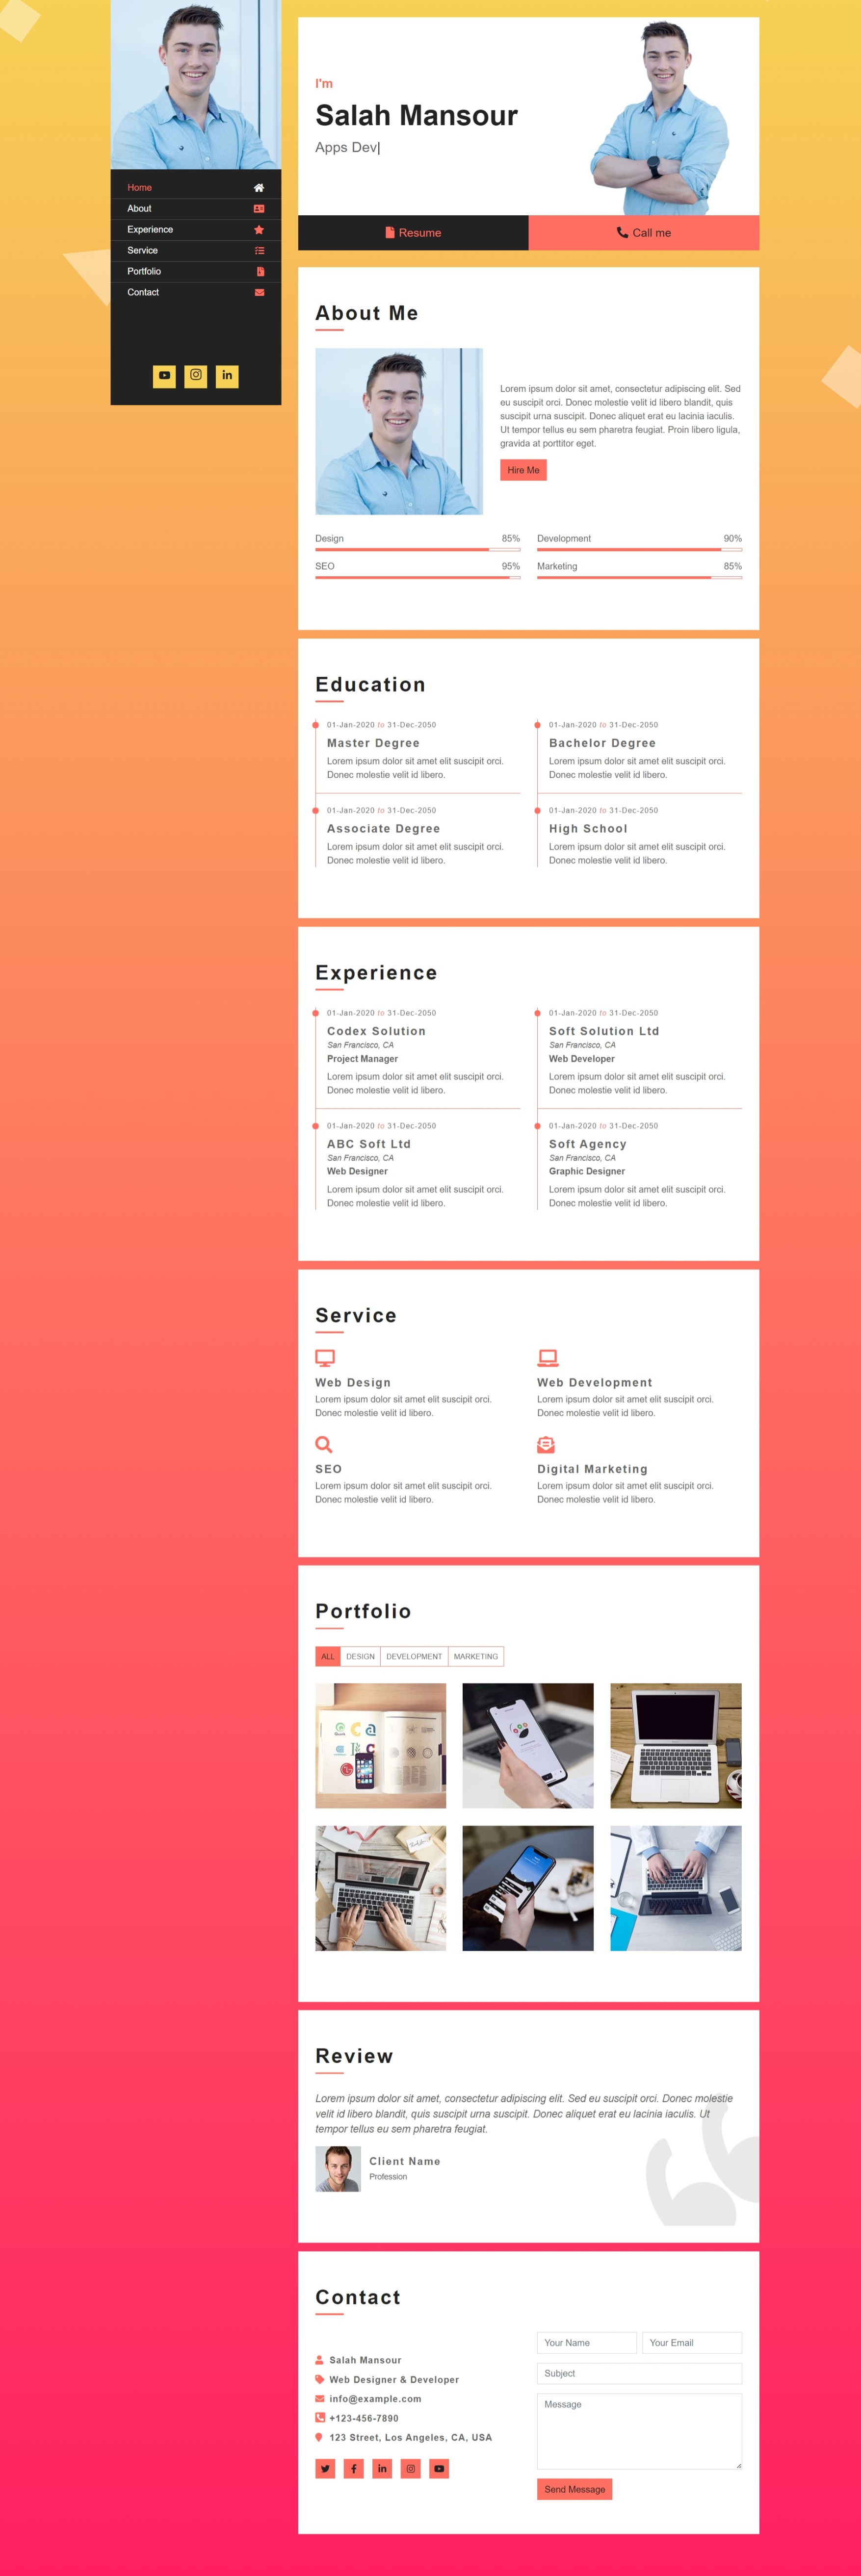 Home
About
Experience
Service
Portfolio
Contact
I'm
Salah Mansour
Apps Dev|
Resume
Call me
About Me
Lorem ipsum dolor sit amet, consectetur adipiscing elit. Sed
eu suscipit orci. Donec molestie velit id libero blandit, quis
suscipit urna suscipit. Donec aliquet erat eu lacinia iaculis.
Ut tempor tellus eu sem pharetra feugiat. Proin libero ligula,
gravida at porttitor eget.
Hire Me
Design 85%
Development 90%
SEO 95%
Marketing 85%
Education
01-Jan-2020 to 31-Dec-2050
Master Degree
Lorem ipsum dolor sit amet elit suscipit orci.
Donec molestie velit id libero.
01-Jan-2020 to 31-Dec-2050
Bachelor Degree
Lorem ipsum dolor sit amet elit suscipit orci.
Donec molestie velit id libero.
01-Jan-2020 to 31-Dec-2050
Associate Degree
Lorem ipsum dolor sit amet elit suscipit orci.
Donec molestie velit id libero.
01-Jan-2020 to 31-Dec-2050
High School
Lorem ipsum dolor sit amet elit suscipit orci.
Donec molestie velit id libero.
Experience
01-Jan-2020 to 31-Dec-2050
Codex Solution
San Francisco, CA
Project Manager
Lorem ipsum dolor sit amet elit suscipit orci.
Donec molestie velit id libero.
01-Jan-2020 to 31-Dec-2050
Soft Solution Ltd
San Francisco, CA
Web Developer
Lorem ipsum dolor sit amet elit suscipit orci.
Donec molestie velit id libero.
01-Jan-2020 to 31-Dec-2050
ABC Soft Ltd
San Francisco, CA
Web Designer
Lorem ipsum dolor sit amet elit suscipit orci.
Donec molestie velit id libero.
01-Jan-2020 to 31-Dec-2050
Soft Agency
San Francisco, CA
Graphic Designer
Lorem ipsum dolor sit amet elit suscipit orci.
Donec molestie velit id libero.
Service
Web Design
Lorem ipsum dolor sit amet elit suscipit orci.
Donec molestie velit id libero.
Web Development
Lorem ipsum dolor sit amet elit suscipit orci.
Donec molestie velit id libero.
SEO
Lorem ipsum dolor sit amet elit suscipit orci.
Donec molestie velit id libero.
Digital Marketing
Lorem ipsum dolor sit amet elit suscipit orci.
Donec molestie velit id libero.
Portfolio
ALL DESIGN DEVELOPMENT MARKETING
Review
Lorem ipsum dolor sit amet, consectetur adipiscing elit. Sed eu suscipit orci. Donec molestie
velit id libero blandit, quis suscipit urna suscipit. Donec aliquet erat eu lacinia iaculis. Ut
tempor tellus eu sem pharetra feugiat.
Client Name
Profession
Contact
Salah Mansour
Web Designer & Developer
info@example.com
+123-456-7890
123 Street, Los Angeles, CA, USA
Your Name
Your Email
Subject
Message
Send Message